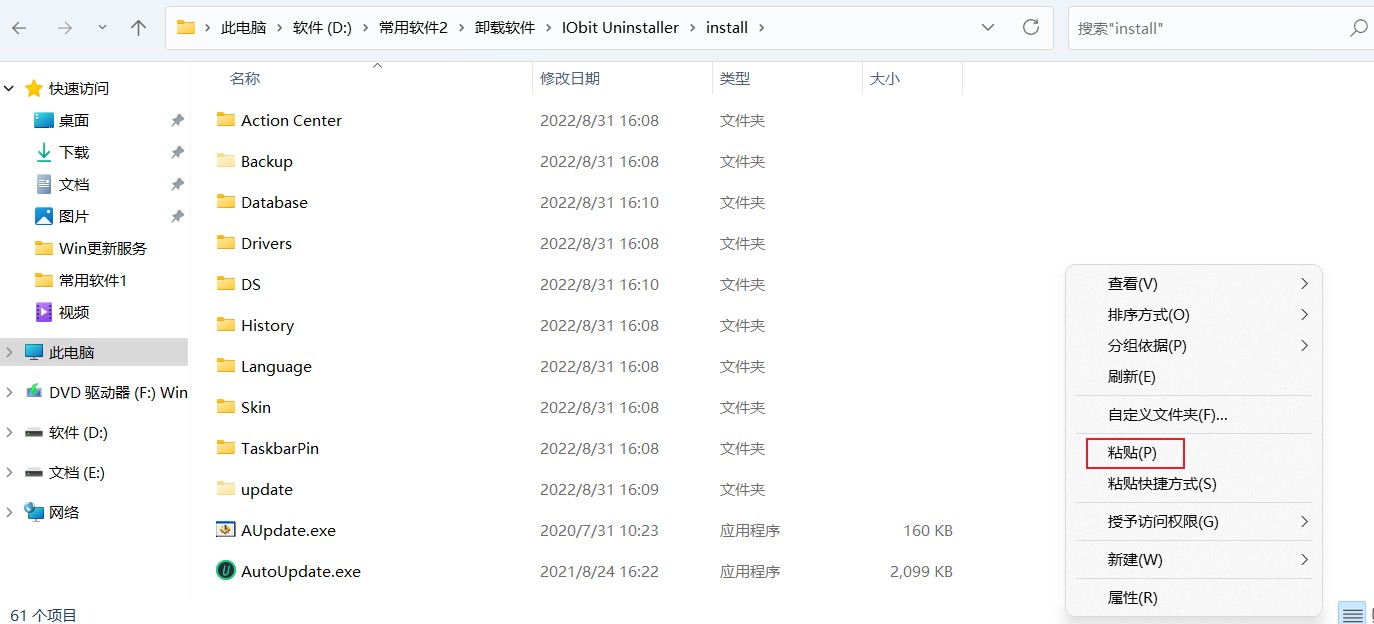 此电脑 软件 (D:) 常用软件2 卸载软件 IObit Uninstaller install
搜索"install"
名称 修改日期 类型 大小
快速访问
桌面
下载
文档
图片
Win更新服务
常用软件1
视频
此电脑
DVD 驱动器 (F:) Win
软件 (D:)
文档 (E:)
网络
Action Center 2022/8/31 16:08 文件夹
Backup 2022/8/31 16:08 文件夹
Database 2022/8/31 16:10 文件夹
Drivers 2022/8/31 16:08 文件夹
DS 2022/8/31 16:10 文件夹
History 2022/8/31 16:08 文件夹
Language 2022/8/31 16:08 文件夹
Skin 2022/8/31 16:08 文件夹
TaskbarPin 2022/8/31 16:08 文件夹
update 2022/8/31 16:09 文件夹
AUpdate.exe 2020/7/31 10:23 应用程序 160 KB
AutoUpdate.exe 2021/8/24 16:22 应用程序 2,099 KB
查看(V)
排序方式(O)
分组依据(P)
刷新(E)
自定义文件夹(F)...
粘贴(P)
粘贴快捷方式(S)
授予访问权限(G)
新建(W)
属性(R)
61 个项目